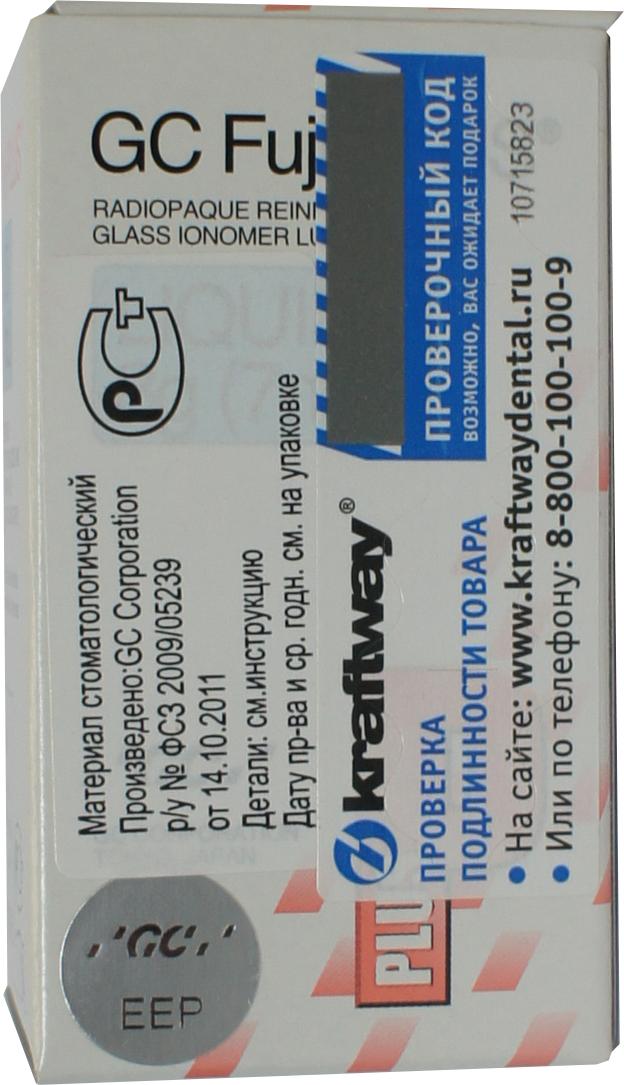 GC Fuj
RADIOPAQUE REIN
GLASS IONOMER LU
PCT
Материал стоматологический
Произведено:GC Corporation
р/у № ФСЗ 2009/05239
от 14.10.2011
Детали: см.инструкцию
Дату пр-ва и ср. годн. см. на упаковке
kraftway®
ПРОВЕРКА
ПОДЛИННОСТИ ТОВАРА
• На сайте: www.kraftwaydental.ru
• Или по телефону: 8-800-100-100-9
ПРОВЕРОЧНЫЙ КОД
ВОЗМОЖНО, ВАС ОЖИДАЕТ ПОДАРОК
10715823
PLU
GC
EEP